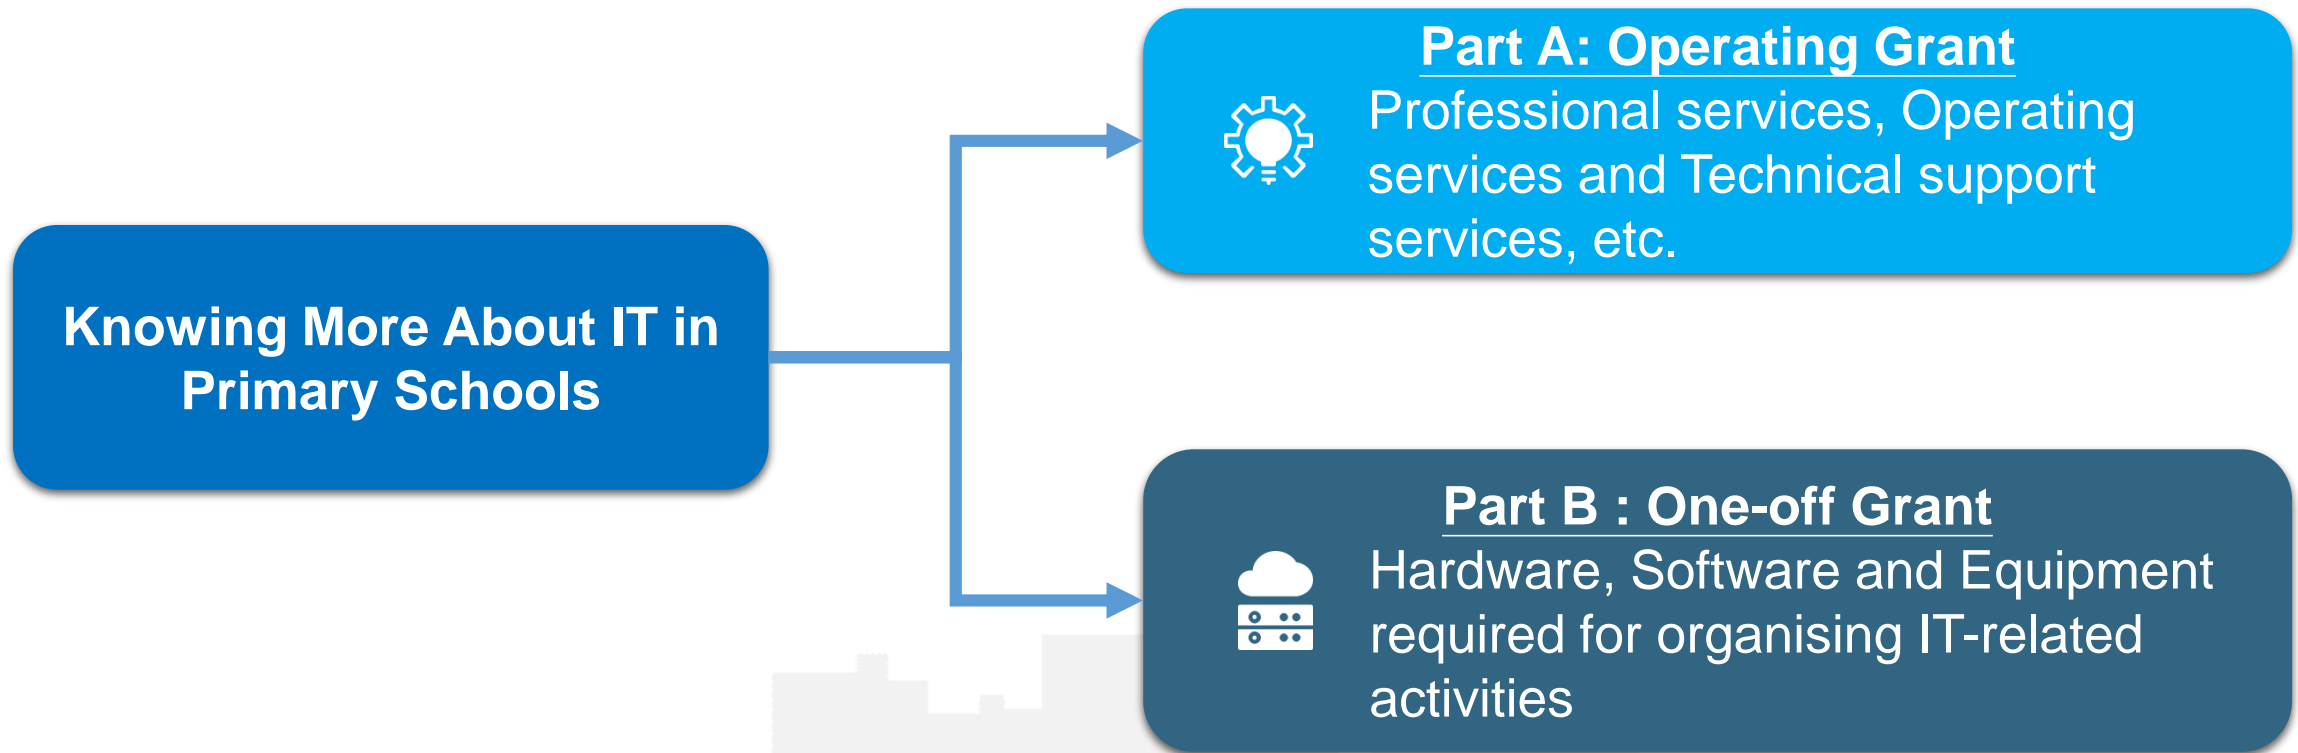 Knowing More About IT in
Primary Schools
Part A: Operating Grant
Professional services, Operating
services and Technical support
services, etc.
Part B : One-off Grant
Hardware, Software and Equipment
required for organising IT-related
activities